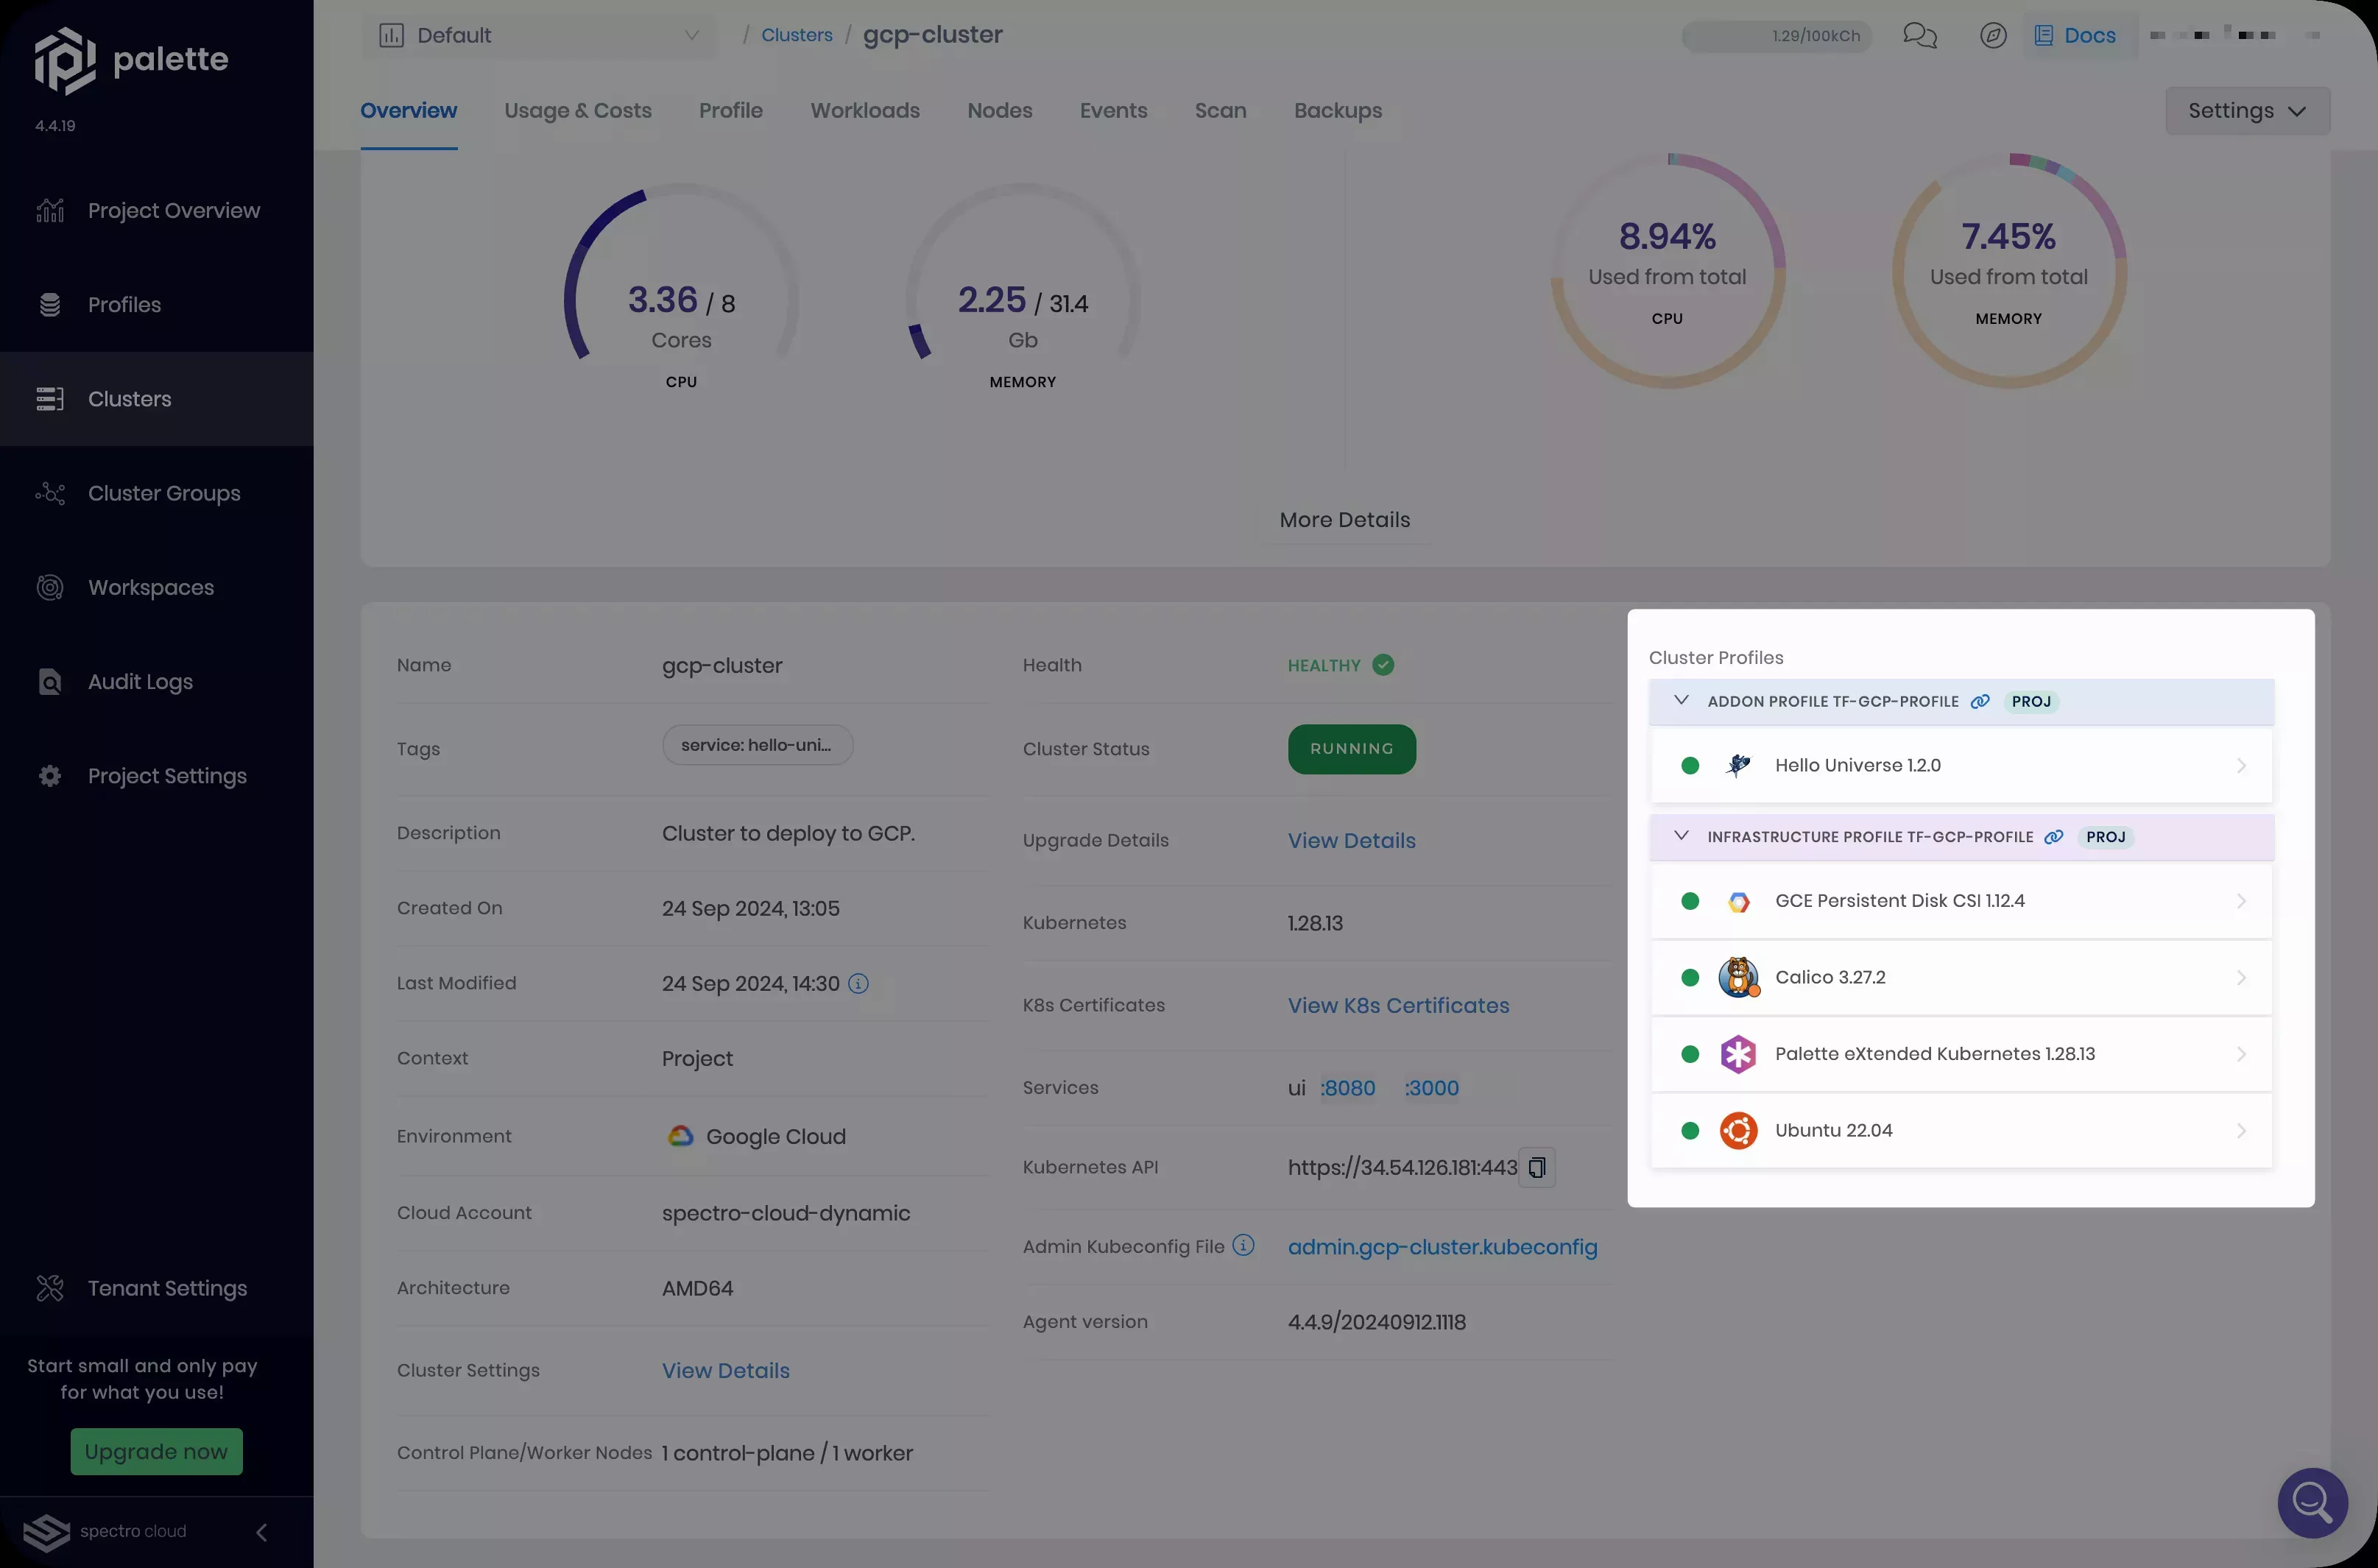 palette
4.4.19
Project Overview
Profiles
Clusters
Cluster Groups
Workspaces
Audit Logs
Project Settings
Tenant Settings
Start small and only pay
for what you use!
Upgrade now
spectro cloud
Default
/ Clusters / gcp-cluster
1.29/100kCh
Docs
Overview
Usage & Costs
Profile
Workloads
Nodes
Events
Scan
Backups
Settings
3.36 / 8
Cores
CPU
2.25 / 31.4
Gb
MEMORY
8.94%
Used from total
CPU
7.45%
Used from total
MEMORY
More Details
Name gcp-cluster
Tags service: hello-uni...
Description Cluster to deploy to GCP.
Created On 24 Sep 2024, 13:05
Last Modified 24 Sep 2024, 14:30
Context Project
Environment Google Cloud
Cloud Account spectro-cloud-dynamic
Architecture AMD64
Cluster Settings View Details
Control Plane/Worker Nodes 1 control-plane / 1 worker
Health HEALTHY
Cluster Status RUNNING
Upgrade Details View Details
Kubernetes 1.28.13
K8s Certificates View K8s Certificates
Services ui :8080 :3000
Kubernetes API https://34.54.126.181:443
Admin Kubeconfig File admin.gcp-cluster.kubeconfig
Agent version 4.4.9/20240912.1118
Cluster Profiles
ADDON PROFILE TF-GCP-PROFILE PROJ
Hello Universe 1.2.0
INFRASTRUCTURE PROFILE TF-GCP-PROFILE PROJ
GCE Persistent Disk CSI 1.12.4
Calico 3.27.2
Palette eXtended Kubernetes 1.28.13
Ubuntu 22.04